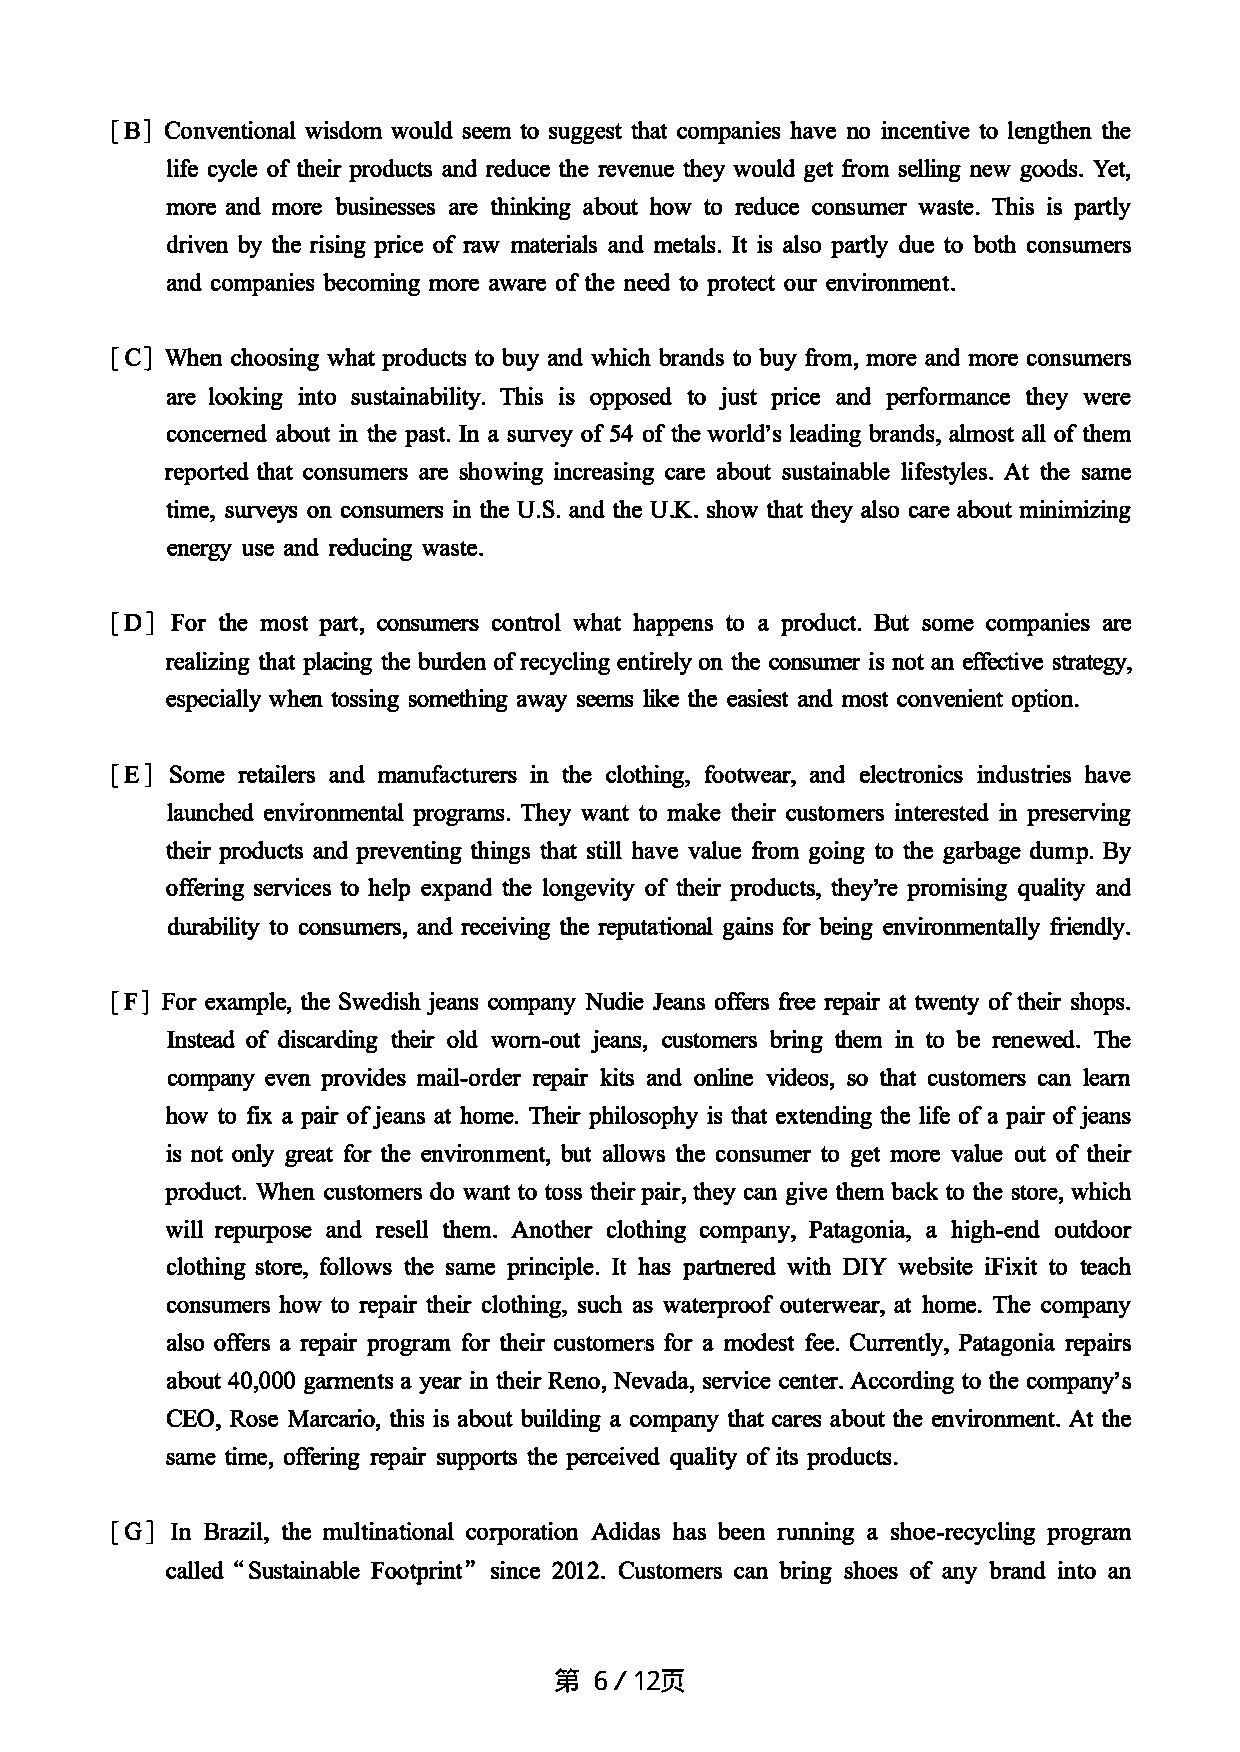 [B] Conventional wisdom would seem to suggest that companies have no incentive to lengthen the
life cycle of their products and reduce the revenue they would get from selling new goods. Yet,
more and more businesses are thinking about how to reduce consumer waste. This is partly
driven by the rising price of raw materials and metals. It is also partly due to both consumers
and companies becoming more aware of the need to protect our environment.
[C] When choosing what products to buy and which brands to buy from, more and more consumers
are looking into sustainability. This is opposed to just price and performance they were
concerned about in the past. In a survey of 54 of the world's leading brands, almost all of them
reported that consumers are showing increasing care about sustainable lifestyles. At the same
time, surveys on consumers in the U.S. and the U.K. show that they also care about minimizing
energy use and reducing waste.
[D] For the most part, consumers control what happens to a product. But some companies are
realizing that placing the burden of recycling entirely on the consumer is not an effective strategy,
especially when tossing something away seems like the easiest and most convenient option.
[E] Some retailers and manufacturers in the clothing, footwear, and electronics industries have
launched environmental programs. They want to make their customers interested in preserving
their products and preventing things that still have value from going to the garbage dump. By
offering services to help expand the longevity of their products, they're promising quality and
durability to consumers, and receiving the reputational gains for being environmentally friendly.
[F] For example, the Swedish jeans company Nudie Jeans offers free repair at twenty of their shops.
Instead of discarding their old worn-out jeans, customers bring them in to be renewed. The
company even provides mail-order repair kits and online videos, so that customers can learn
how to fix a pair of jeans at home. Their philosophy is that extending the life of a pair of jeans
is not only great for the environment, but allows the consumer to get more value out of their
product. When customers do want to toss their pair, they can give them back to the store, which
will repurpose and resell them. Another clothing company, Patagonia, a high-end outdoor
clothing store, follows the same principle. It has partnered with DIY website iFixit to teach
consumers how to repair their clothing, such as waterproof outerwear, at home. The company
also offers a repair program for their customers for a modest fee. Currently, Patagonia repairs
about 40,000 garments a year in their Reno, Nevada, service center. According to the company's
CEO, Rose Marcario, this is about building a company that cares about the environment. At the
same time, offering repair supports the perceived quality of its products.
[G] In Brazil, the multinational corporation Adidas has been running a shoe-recycling program
called “Sustainable Footprint” since 2012. Customers can bring shoes of any brand into an
第 6 / 12页